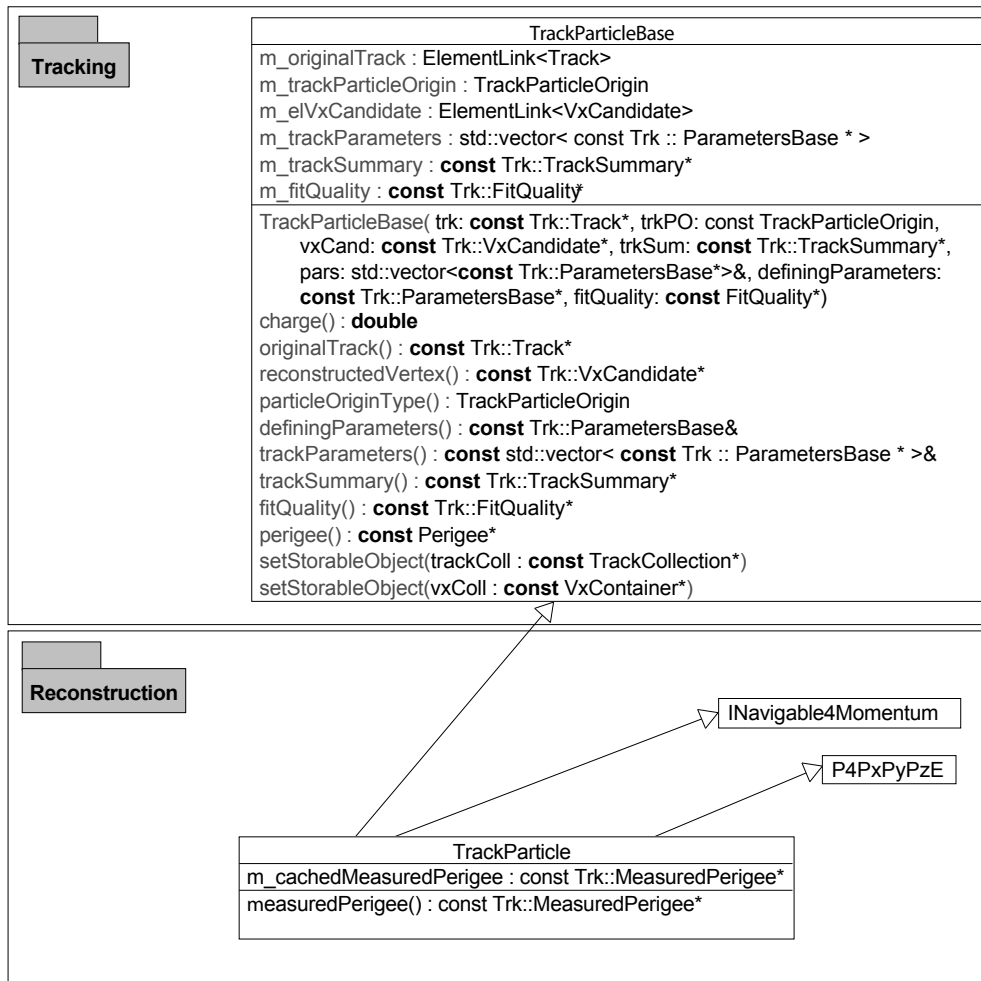 Tracking
TrackParticleBase
m_originalTrack : ElementLink<Track>
m_trackParticleOrigin : TrackParticleOrigin
m_elVxCandidate : ElementLink<VxCandidate>
m_trackParameters : std::vector< const Trk :: ParametersBase * >
m_trackSummary : const Trk::TrackSummary*
m_fitQuality : const Trk::FitQuality*
TrackParticleBase( trk: const Trk::Track*, trkPO: const TrackParticleOrigin,
vxCand: const Trk::VxCandidate*, trkSum: const Trk::TrackSummary*,
pars: std::vector<const Trk::ParametersBase*>&, definingParameters:
const Trk::ParametersBase*, fitQuality: const FitQuality*)
charge() : double
originalTrack() : const Trk::Track*
reconstructedVertex() : const Trk::VxCandidate*
particleOriginType() : TrackParticleOrigin
definingParameters() : const Trk::ParametersBase&
trackParameters() : const std::vector< const Trk :: ParametersBase * >&
trackSummary() : const Trk::TrackSummary*
fitQuality() : const Trk::FitQuality*
perigee() : const Perigee*
setStorableObject(trackColl : const TrackCollection*)
setStorableObject(vxColl : const VxContainer*)
Reconstruction
INavigable4Momentum
P4PxPyPzE
TrackParticle
m_cachedMeasuredPerigee : const Trk::MeasuredPerigee*
measuredPerigee() : const Trk::MeasuredPerigee*